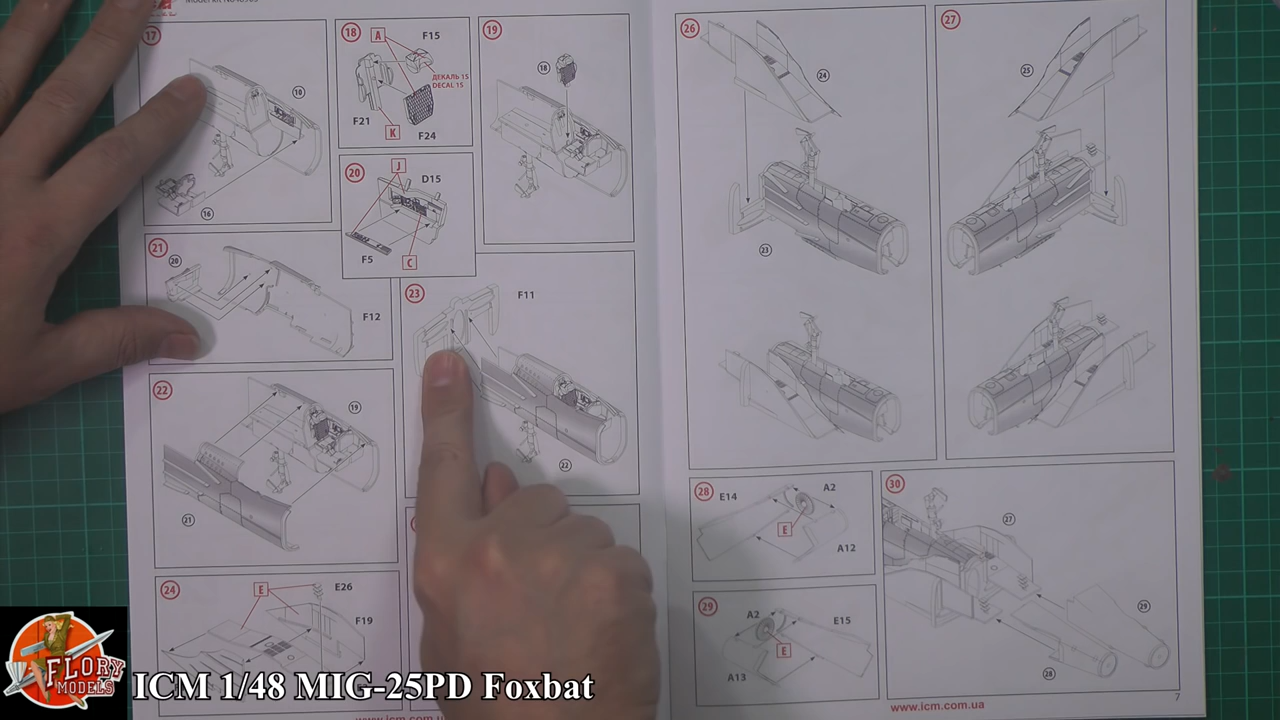 17
10
16
18
A
F15
ДЕКАЛЬ 15
DECAL 15
F21
K
F24
19
18
20
J
D15
F5
C
21
20
F12
22
19
21
23
F11
22
24
E
E26
F19
26
24
23
27
25
28
E14
A2
E
A12
29
A2
E15
E
A13
30
27
29
28
www.icm.com.ua
7
FLORY
MODELS
ICM 1/48 MIG-25PD Foxbat